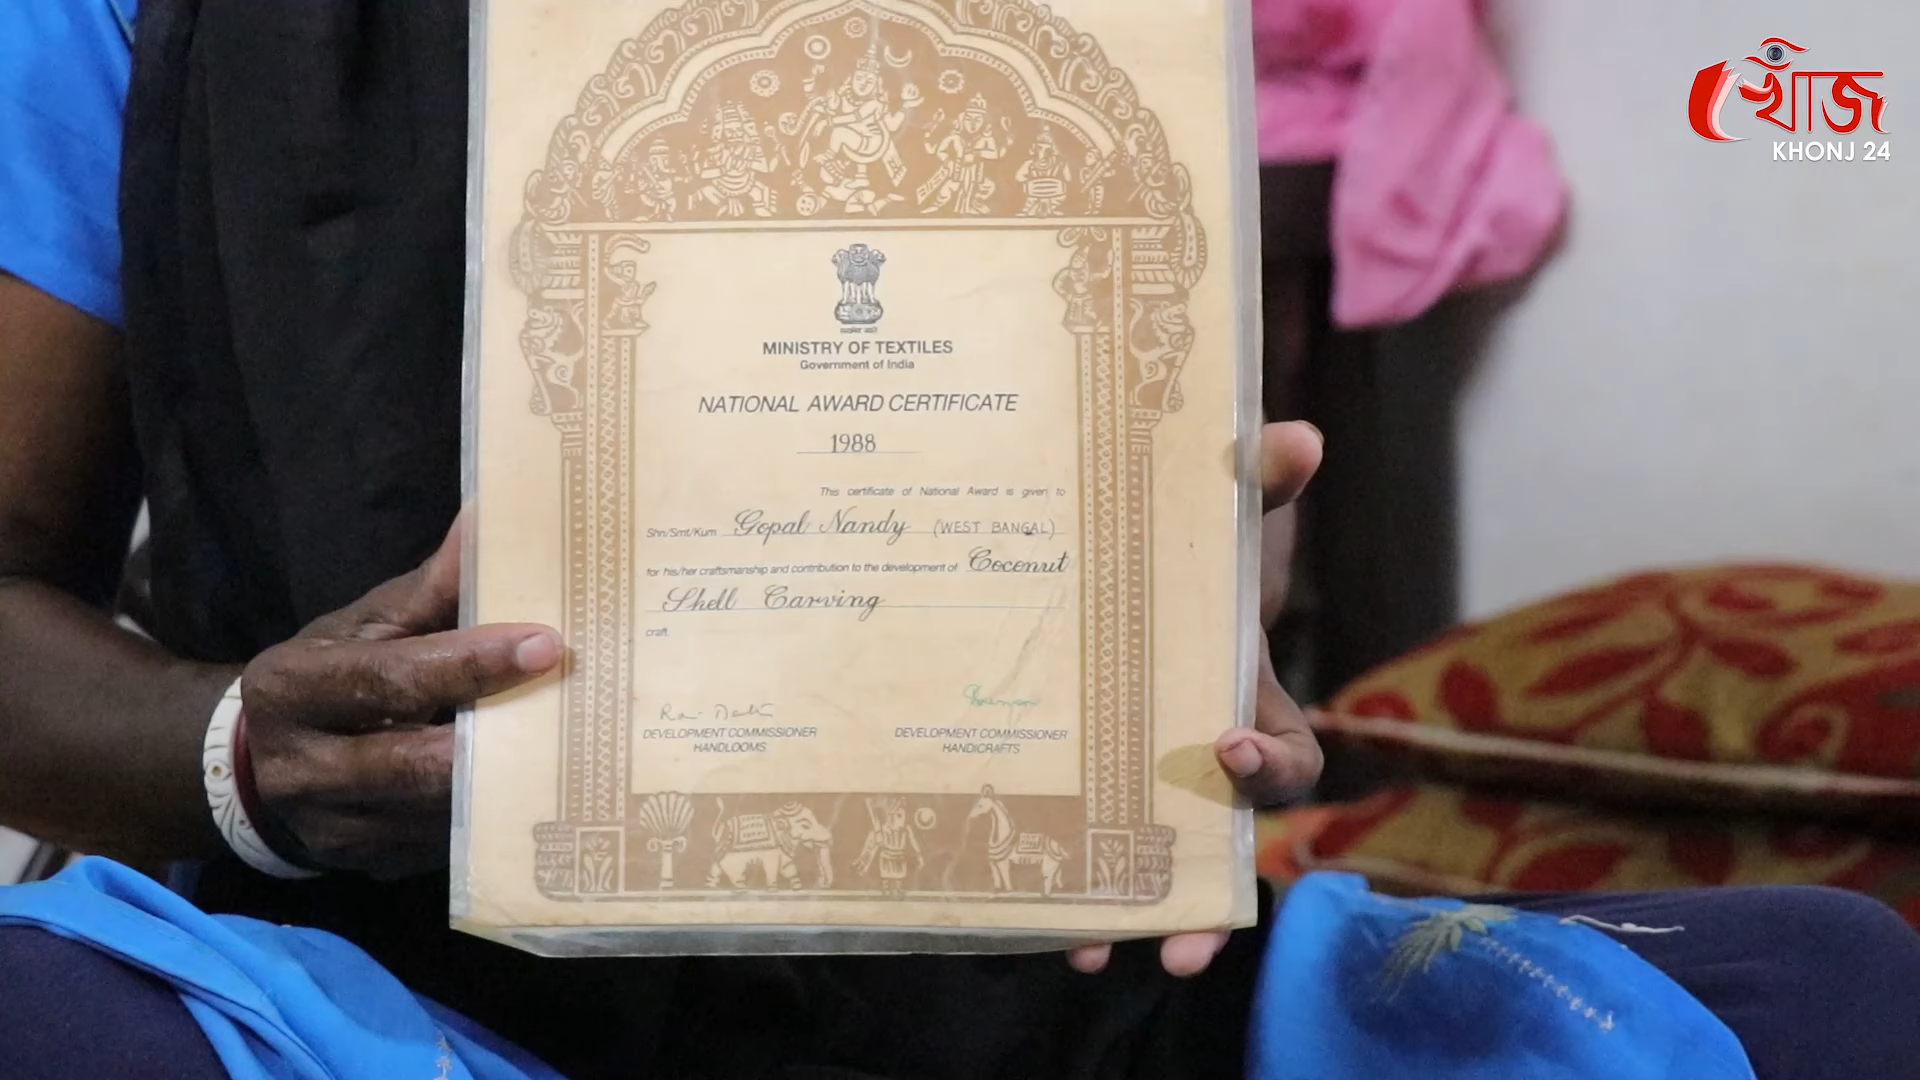 খোঁজ
KHONJ 24
MINISTRY OF TEXTILES
Government of India
NATIONAL AWARD CERTIFICATE
1988
This certificate of National Award is given to
Shri/Smt/Kum Gopal Nandy (WEST BANGAL)
for his/her craftsmanship and contribution to the development of Coconut
Shell Carving
craft.
DEVELOPMENT COMMISSIONER
HANDLOOMS
DEVELOPMENT COMMISSIONER
HANDICRAFTS